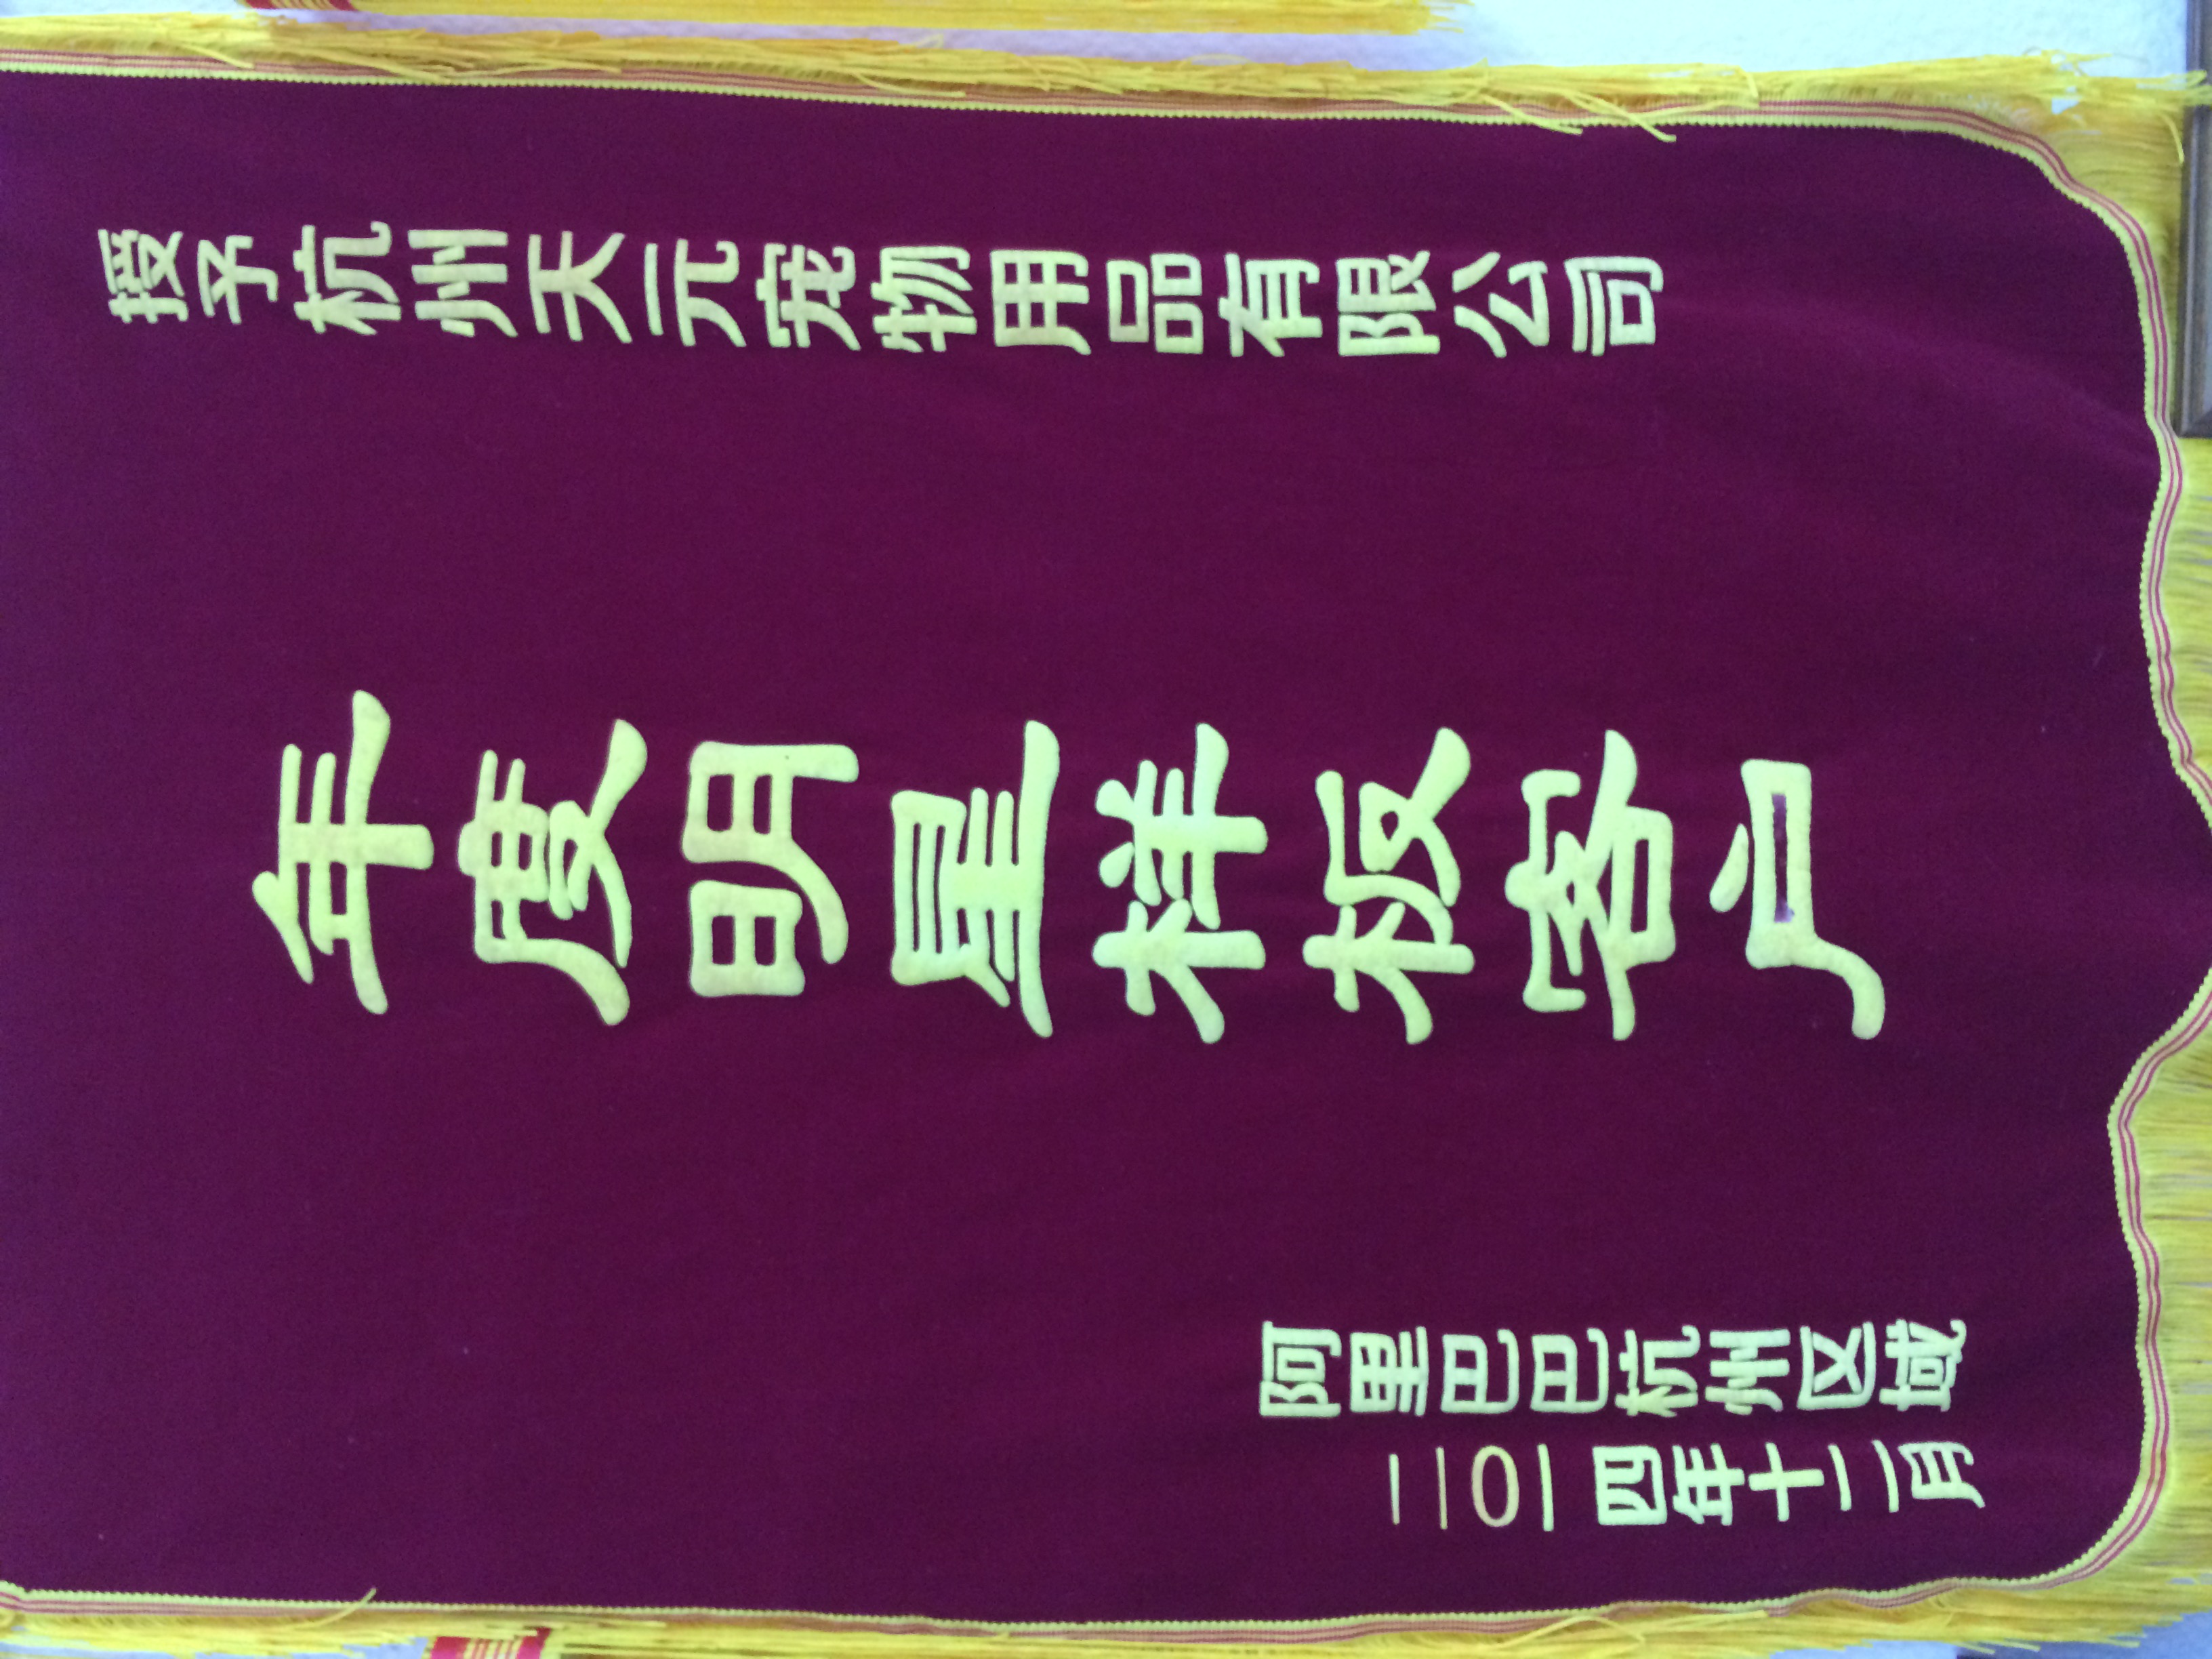 授予杭州天元宠物用品有限公司
年度明星样板客户
阿里巴巴杭州区域
二〇一四年十二月